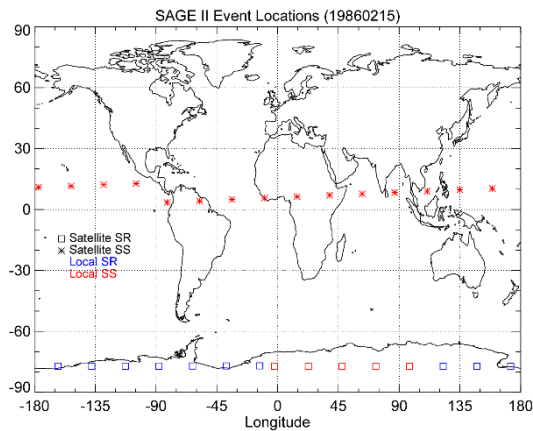 SAGE II Event Locations (19860215)
90
60
30
0
-30
-60
-90
Satellite SR
Satellite SS
Local SR
Local SS
-180 -135 -90 -45 0 45 90 135 180
Longitude